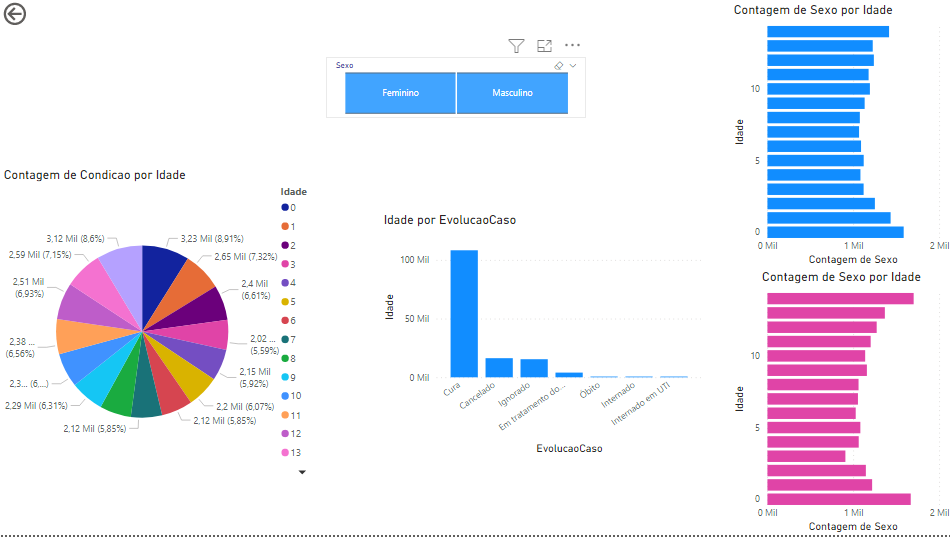 Contagem de Sexo por Idade
Idade
10
5
0
0 Mil
1 Mil
2 Mil
Contagem de Sexo
Sexo
Feminino
Masculino
Contagem de Condicao por Idade
Idade
0
1
2
3
4
5
6
7
8
9
10
11
12
13
3,23 Mil (8,91%)
2,65 Mil (7,32%)
2,4 Mil
(6,61%)
2,02 ...
(5,59%)
2,15 Mil
(5,92%)
2,2 Mil (6,07%)
2,12 Mil (5,85%)
2,12 Mil (5,85%)
2,29 Mil (6,31%)
2,3... (6,...)
2,38 ...
(6,56%)
2,51 Mil
(6,93%)
2,59 Mil (7,15%)
3,12 Mil (8,6%)
Idade por EvolucaoCaso
Idade
100 Mil
50 Mil
0 Mil
Cura
Cancelado
Ignorado
Em tratamento do...
Óbito
Internado
Internado em UTI
EvolucaoCaso
Contagem de Sexo por Idade
Idade
10
5
0
0 Mil
1 Mil
2 Mil
Contagem de Sexo